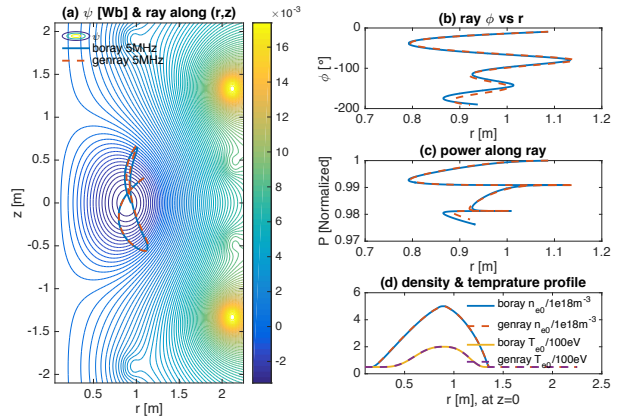 (a) ψ [Wb] & ray along (r,z)
×10⁻³
ψ
boray 5MHz
genray 5MHz
2
1.5
1
0.5
0
-0.5
-1
-1.5
-2
z [m]
0.5
1
1.5
2
r [m]
16
14
12
10
8
6
4
2
0
-2
(b) ray ϕ vs r
0
-100
-200
ϕ [°]
0.7
0.8
0.9
1
1.1
1.2
r [m]
(c) power along ray
1
0.99
0.98
0.97
P [Normalized]
0.7
0.8
0.9
1
1.1
1.2
r [m]
(d) density & temprature profile
boray n_e0/1e18m⁻³
genray n_e0/1e18m⁻³
boray T_e0/100eV
genray T_e0/100eV
6
4
2
0
0.5
1
1.5
2
2.5
r [m], at z=0